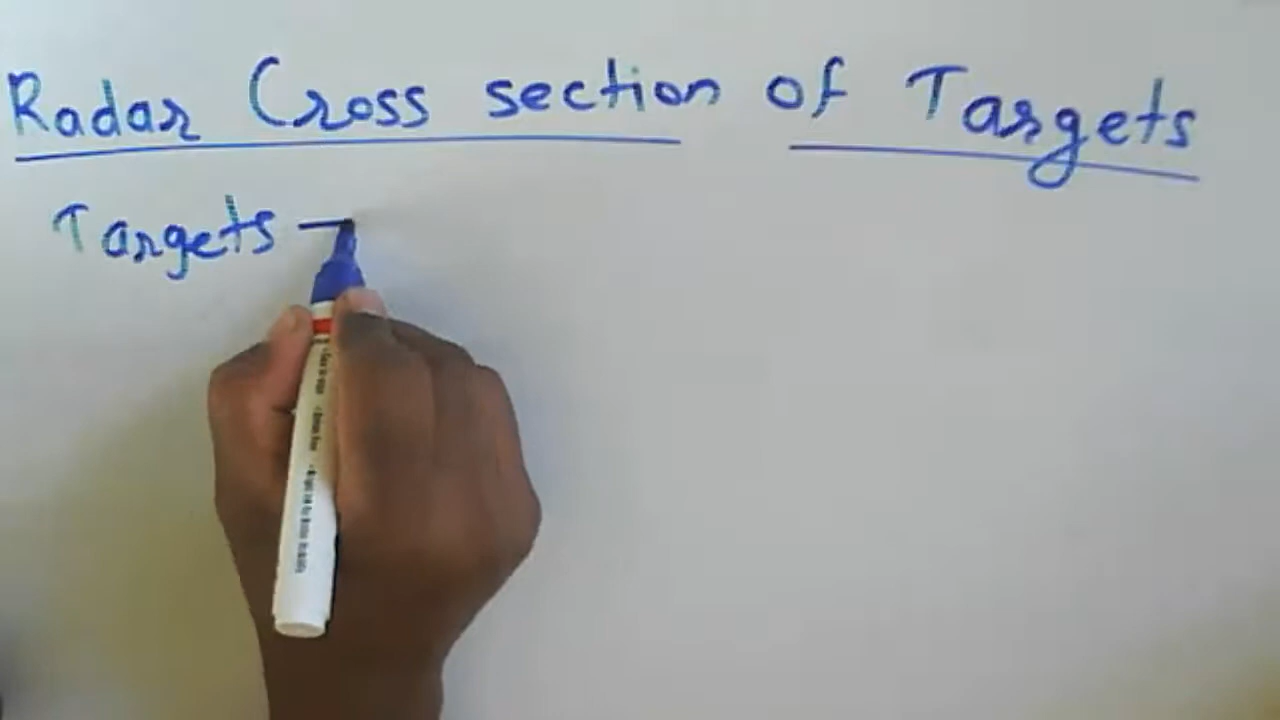 Radar Cross section of Targets
Targets —